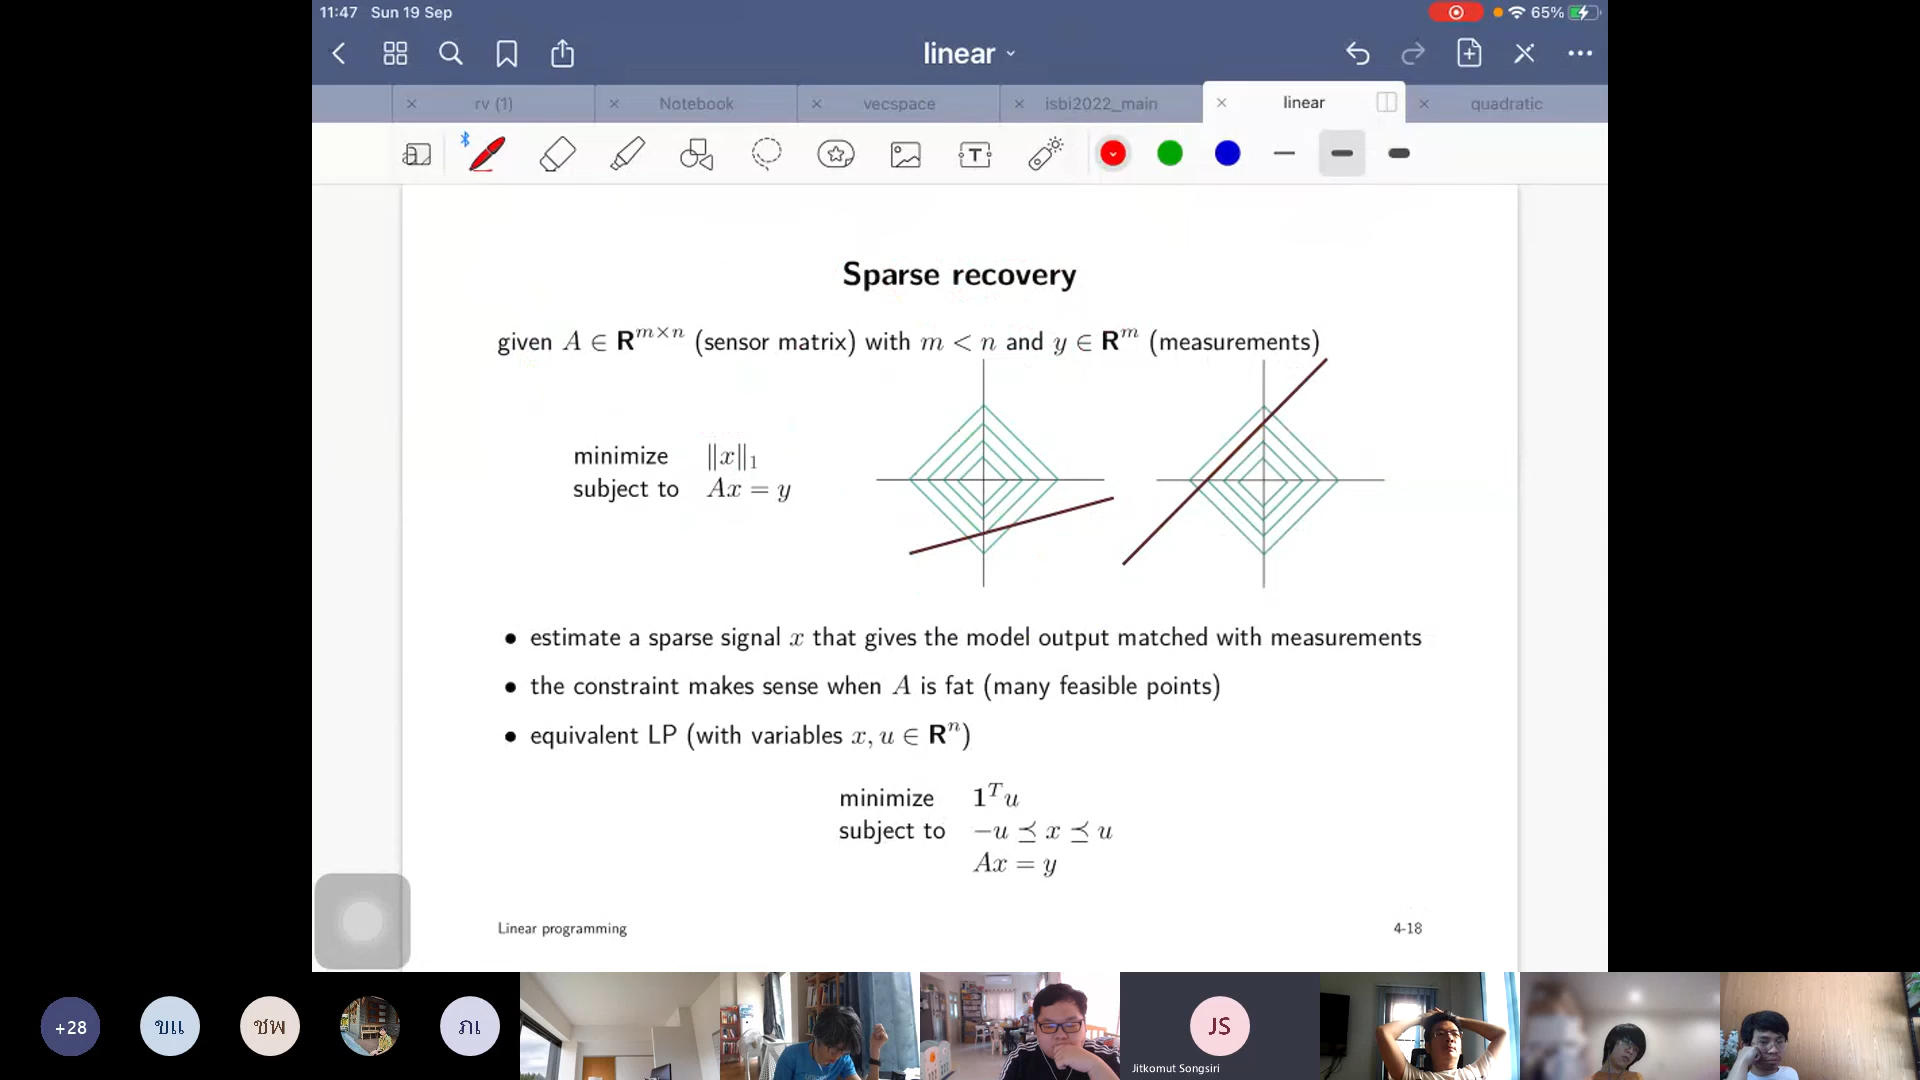 11:47 Sun 19 Sep
65%
linear
rv (1)
Notebook
vecspace
isbi2022_main
linear
quadratic
Sparse recovery
given A ∈ R^{m×n} (sensor matrix) with m < n and y ∈ R^m (measurements)
minimize ‖x‖₁
subject to Ax = y
• estimate a sparse signal x that gives the model output matched with measurements
• the constraint makes sense when A is fat (many feasible points)
• equivalent LP (with variables x, u ∈ R^n)
minimize 1^T u
subject to −u ⪯ x ⪯ u
Ax = y
Linear programming
4-18
+28
ขแ
ชพ
ภเ
JS
Jitkomut Songsiri